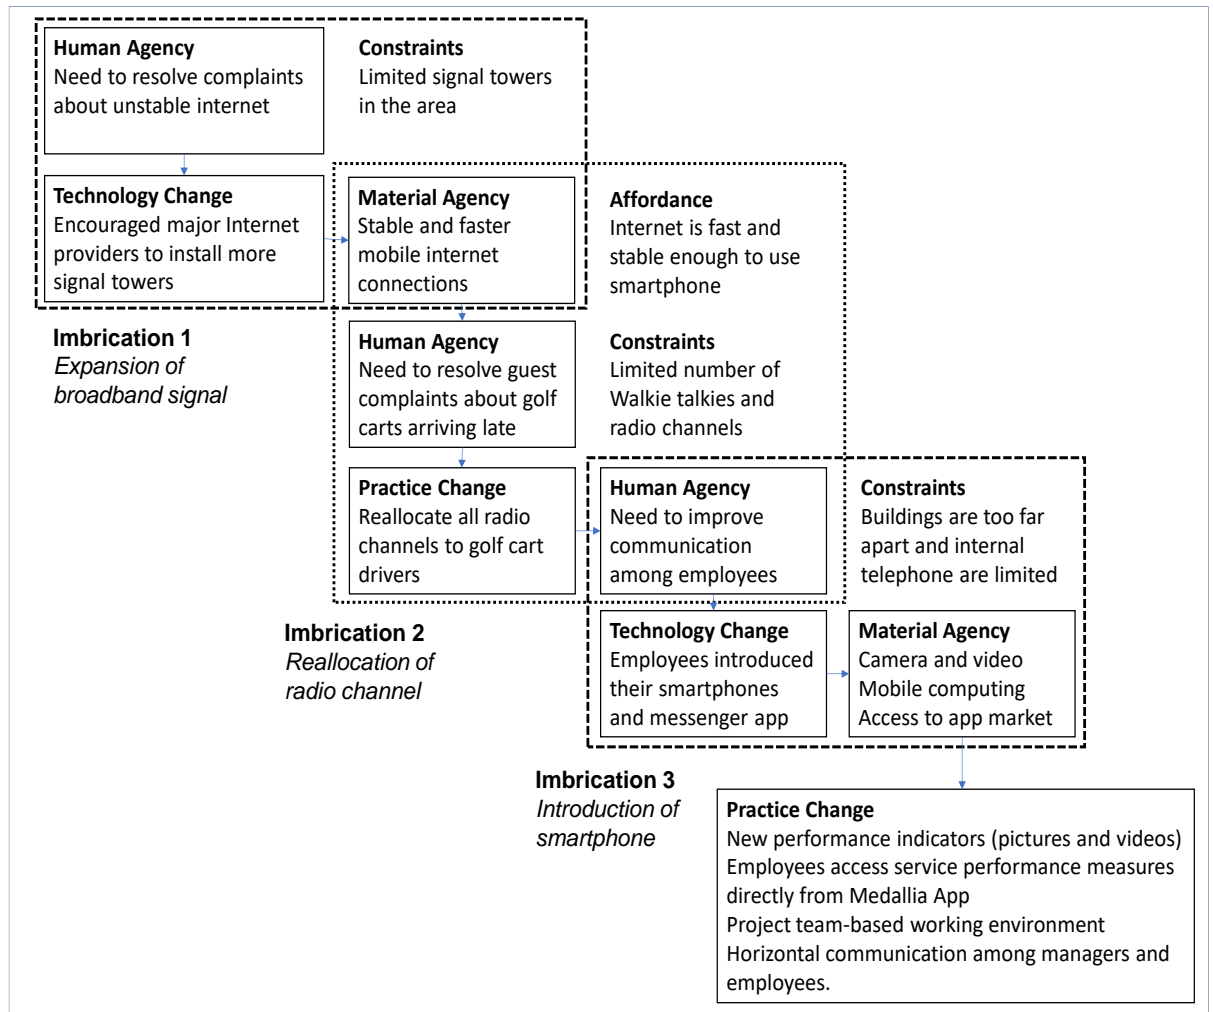 Human Agency
Need to resolve complaints
about unstable internet
Constraints
Limited signal towers
in the area
Technology Change
Encouraged major Internet
providers to install more
signal towers
Material Agency
Stable and faster
mobile internet
connections
Affordance
Internet is fast and
stable enough to use
smartphone
Imbrication 1
Expansion of
broadband signal
Human Agency
Need to resolve guest
complaints about golf
carts arriving late
Constraints
Limited number of
Walkie talkies and
radio channels
Practice Change
Reallocate all radio
channels to golf cart
drivers
Human Agency
Need to improve
communication
among employees
Constraints
Buildings are too far
apart and internal
telephone are limited
Imbrication 2
Reallocation of
radio channel
Technology Change
Employees introduced
their smartphones
and messenger app
Material Agency
Camera and video
Mobile computing
Access to app market
Imbrication 3
Introduction of
smartphone
Practice Change
New performance indicators (pictures and videos)
Employees access service performance measures
directly from Medallia App
Project team-based working environment
Horizontal communication among managers and
employees.